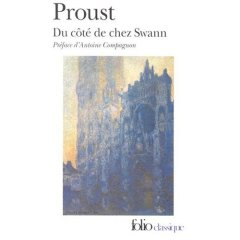 Proust
Du côté de chez Swann
Préface d'Antoine Compagnon
folio
classique